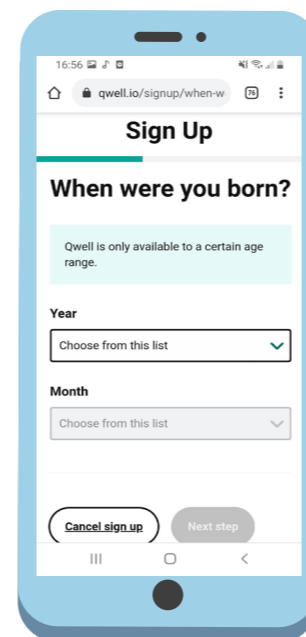 16:56
qwell.io/signup/when-w
76
Sign Up
When were you born?
Qwell is only available to a certain age
range.
Year
Choose from this list
Month
Choose from this list
Cancel sign up
Next step